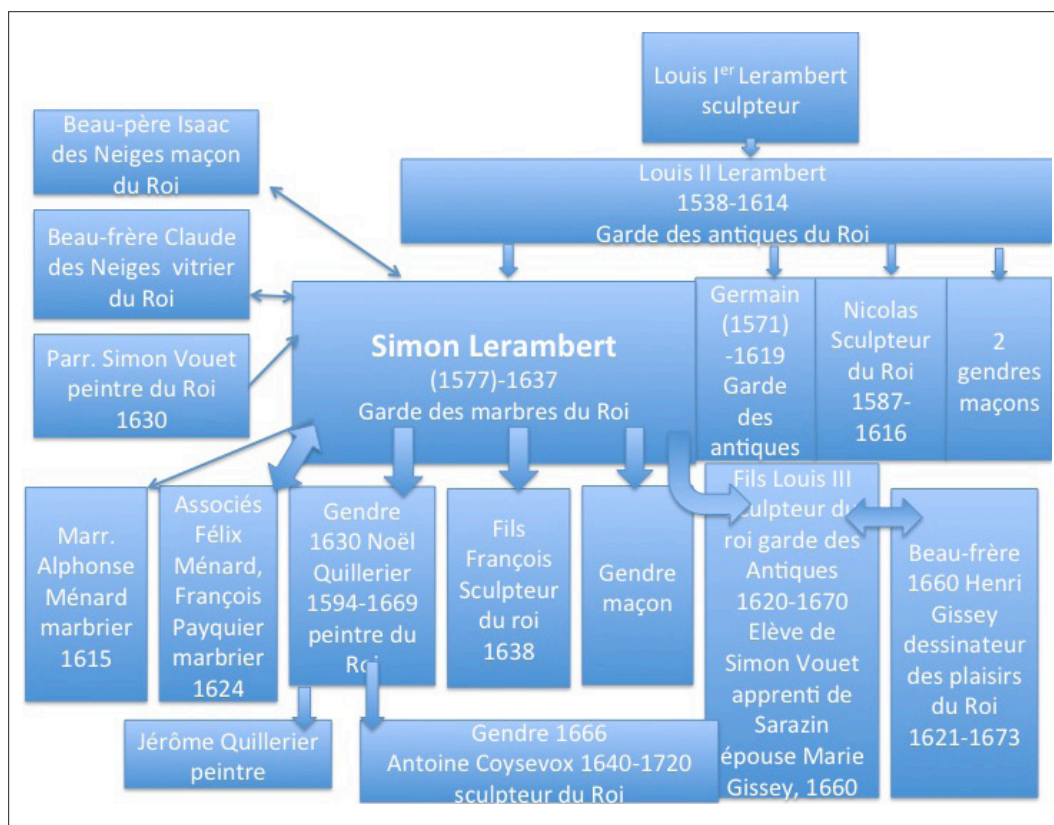 Louis Ier Lerambert
sculpteur
Beau-père Isaac
des Neiges maçon
du Roi
Louis II Lerambert
1538-1614
Garde des antiques du Roi
Beau-frère Claude
des Neiges vitrier
du Roi
Parr. Simon Vouet
peintre du Roi
1630
Simon Lerambert
(1577)-1637
Garde des marbres du Roi
Germain
(1571)
-1619
Garde
des
antiques
Nicolas
Sculpteur
du Roi
1587-
1616
2
gendres
maçons
Marr.
Alphonse
Ménard
marbrier
1615
Associés
Félix
Ménard,
François
Payquier
marbrier
1624
Gendre
1630 Noël
Quillerier
1594-1669
peintre du
Roi
Fils
François
Sculpteur
du roi
1638
Gendre
maçon
Fils Louis III
sculpteur du
roi garde des
Antiques
1620-1670
Elève de
Simon Vouet
apprenti de
Sarazin
épouse Marie
Gissey, 1660
Beau-frère
1660 Henri
Gissey
dessinateur
des plaisirs
du Roi
1621-1673
Jérôme Quillerier
peintre
Gendre 1666
Antoine Coysevox 1640-1720
sculpteur du Roi